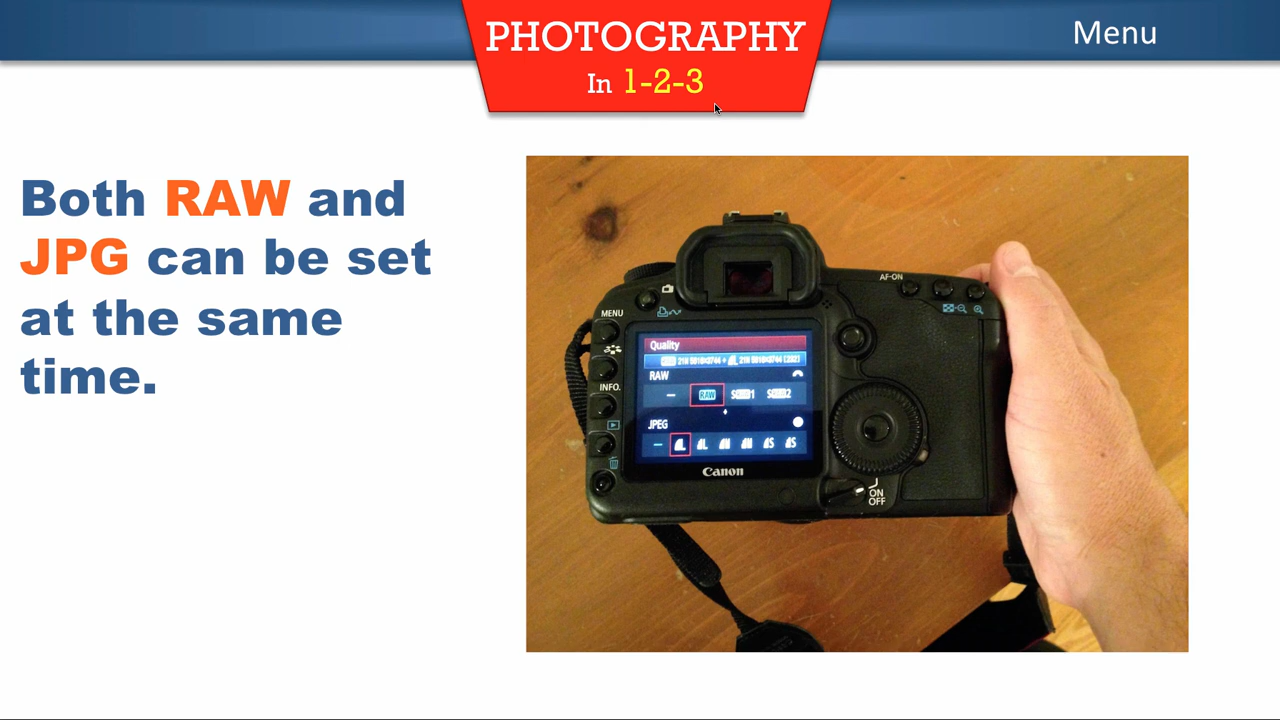 PHOTOGRAPHY
In 1-2-3
Menu
Both RAW and
JPG can be set
at the same
time.
AF-ON
MENU
Quality
RAW
RAW
INFO.
JPEG
L L M M S S
Canon
ON
OFF